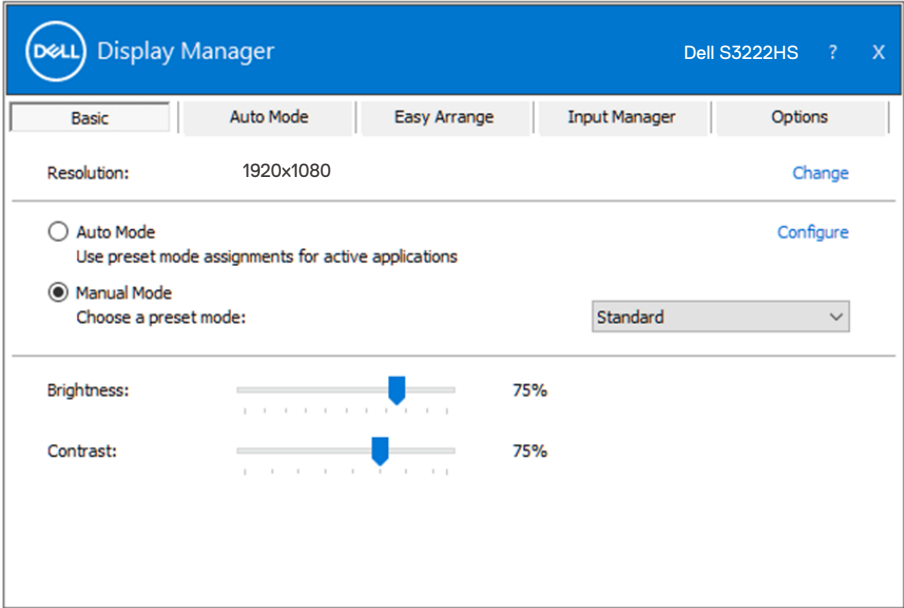 DELL Display Manager Dell S3222HS ? X
Basic Auto Mode Easy Arrange Input Manager Options
Resolution: 1920x1080 Change
Auto Mode Configure
Use preset mode assignments for active applications
Manual Mode
Choose a preset mode: Standard
Brightness: 75%
Contrast: 75%